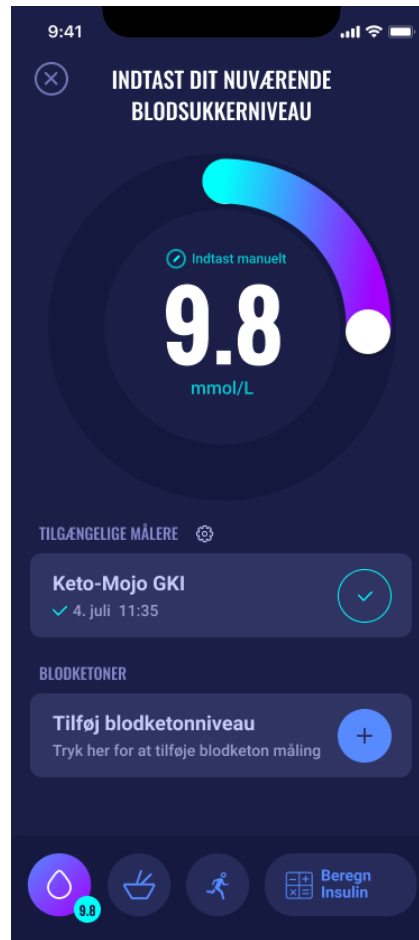 9:41
INDTAST DIT NUVÆRENDE
BLODSUKKERNIVEAU
Indtast manuelt
9.8
mmol/L
TILGÆNGELIGE MÅLERE
Keto-Mojo GKI
4. juli 11:35
BLODKETONER
Tilføj blodketonniveau
Tryk her for at tilføje blodketon måling
9.8
Beregn
Insulin